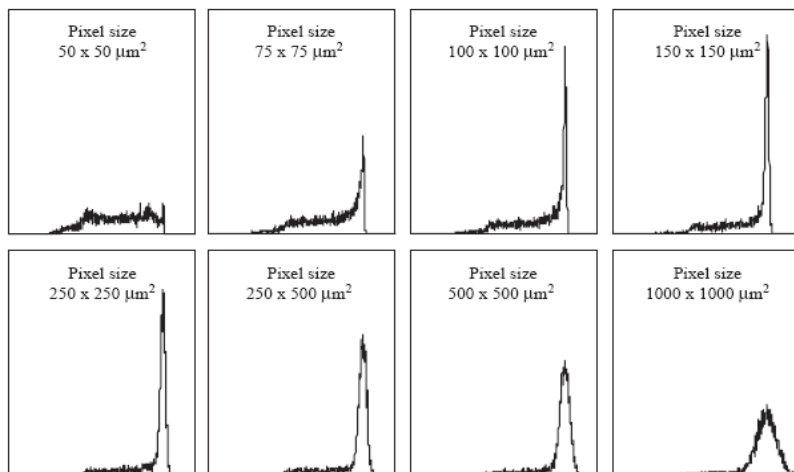 Pixel size
50 x 50 μm²
Pixel size
75 x 75 μm²
Pixel size
100 x 100 μm²
Pixel size
150 x 150 μm²
Pixel size
250 x 250 μm²
Pixel size
250 x 500 μm²
Pixel size
500 x 500 μm²
Pixel size
1000 x 1000 μm²